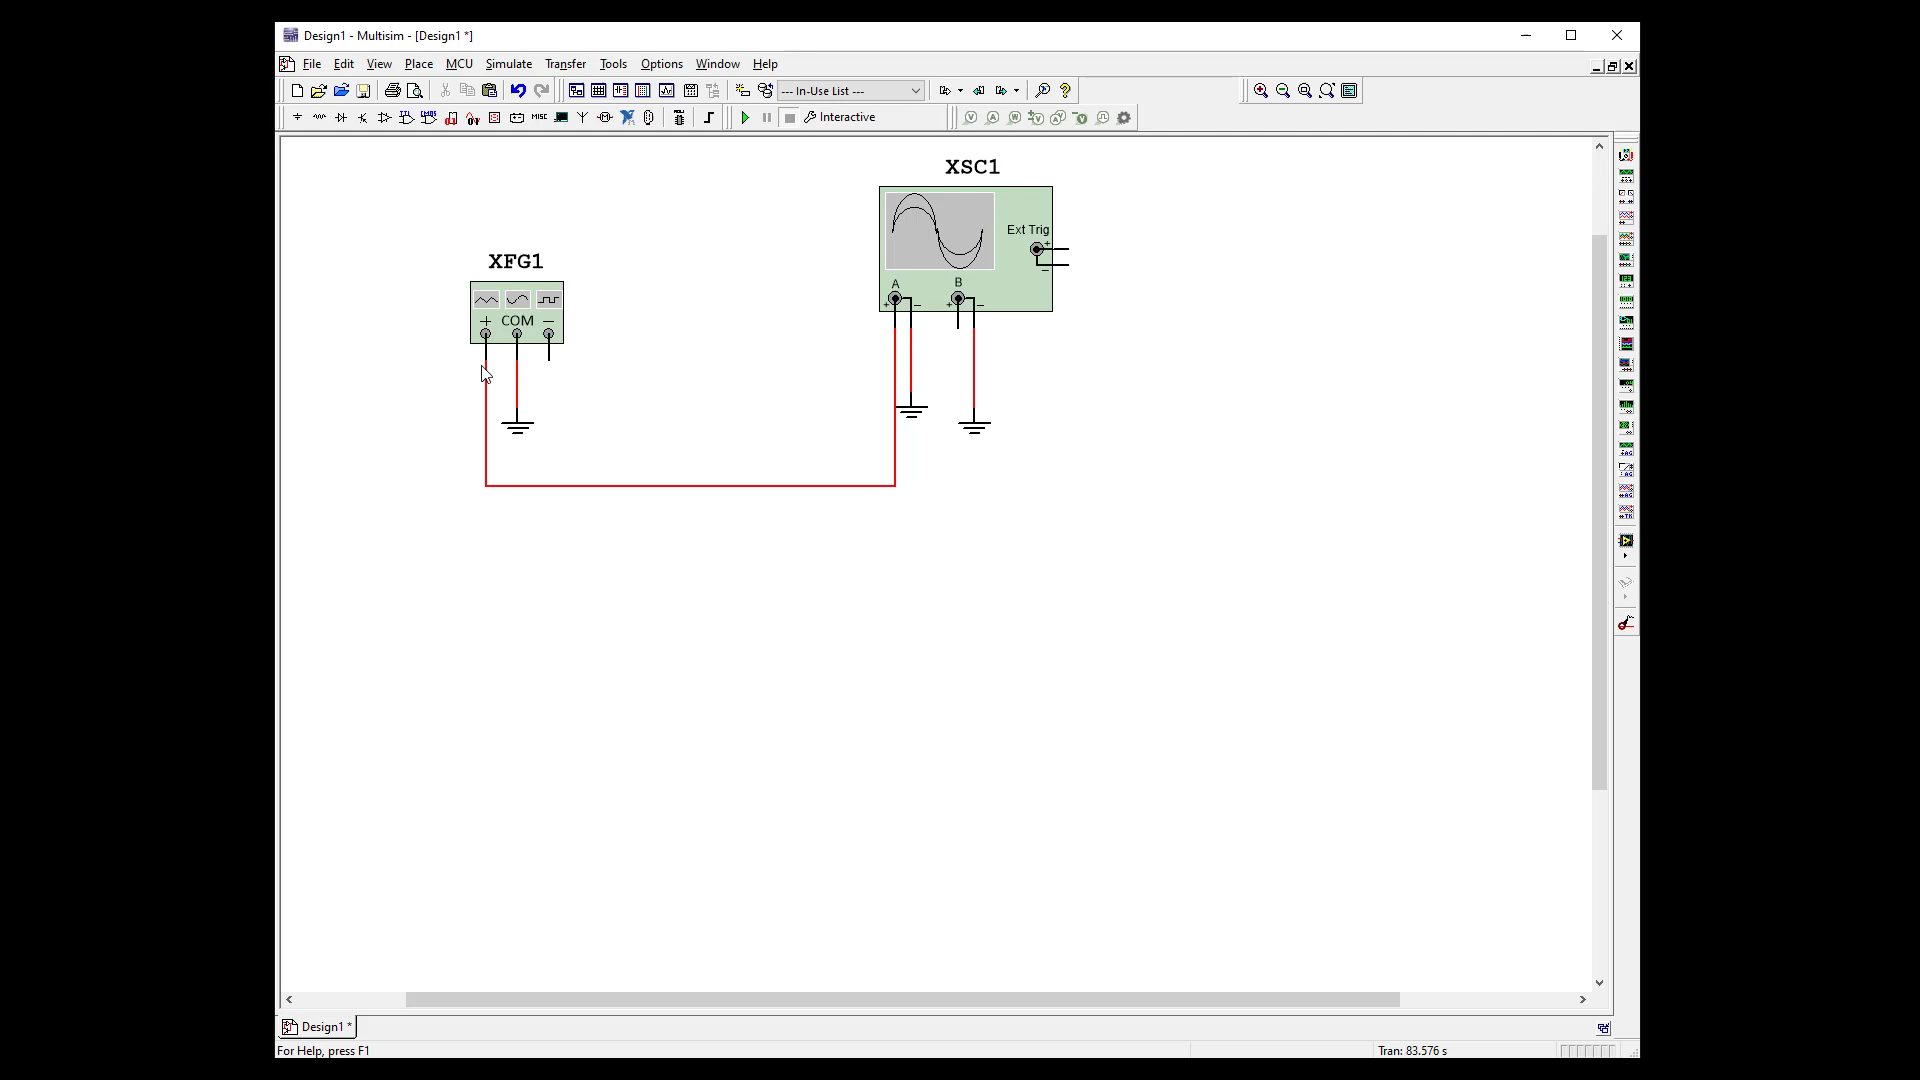 Design1 - Multisim - [Design1 *]
File Edit View Place MCU Simulate Transfer Tools Options Window Help
--- In-Use List ---
MISC Interactive
XSC1
Ext Trig
+
−
A B
+ − + −
XFG1
+ COM −
Design1 *
For Help, press F1 Tran: 83.576 s